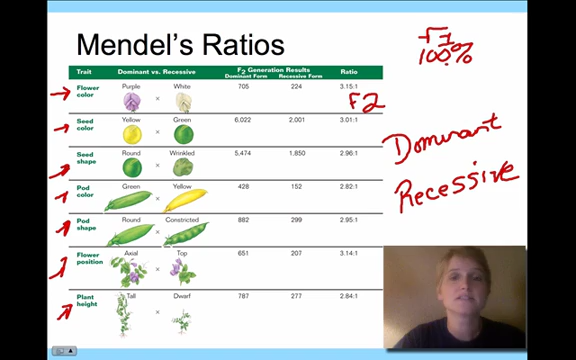 Mendel's Ratios
F1
100%
Trait Dominant vs. Recessive F2 Generation Results Ratio
Dominant Form Recessive Form
Flower color Purple × White 705 224 3.15:1
F2
Seed color Yellow × Green 6,022 2,001 3.01:1
Dominant
Seed shape Round × Wrinkled 5,474 1,850 2.96:1
Recessive
Pod color Green × Yellow 428 152 2.82:1
Pod shape Round × Constricted 882 299 2.95:1
Flower position Axial × Top 651 207 3.14:1
Plant height Tall × Dwarf 787 277 2.84:1